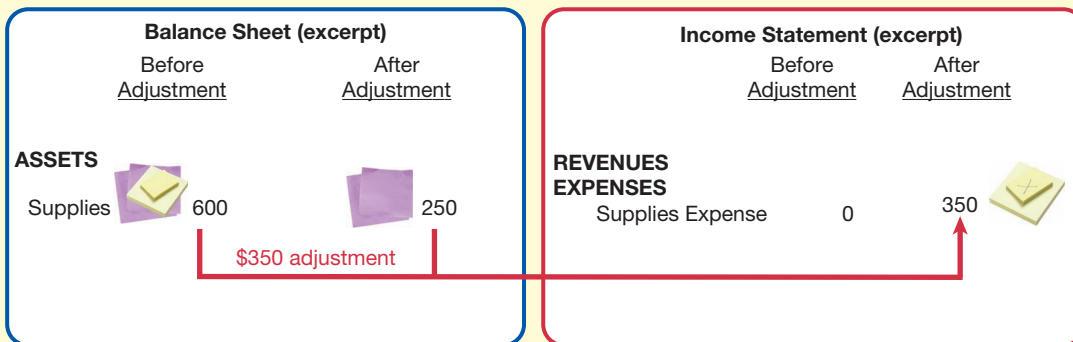 Balance Sheet (excerpt)
Before After
Adjustment Adjustment
ASSETS
Supplies 600 250
$350 adjustment
Income Statement (excerpt)
Before After
Adjustment Adjustment
REVENUES
EXPENSES
Supplies Expense 0 350